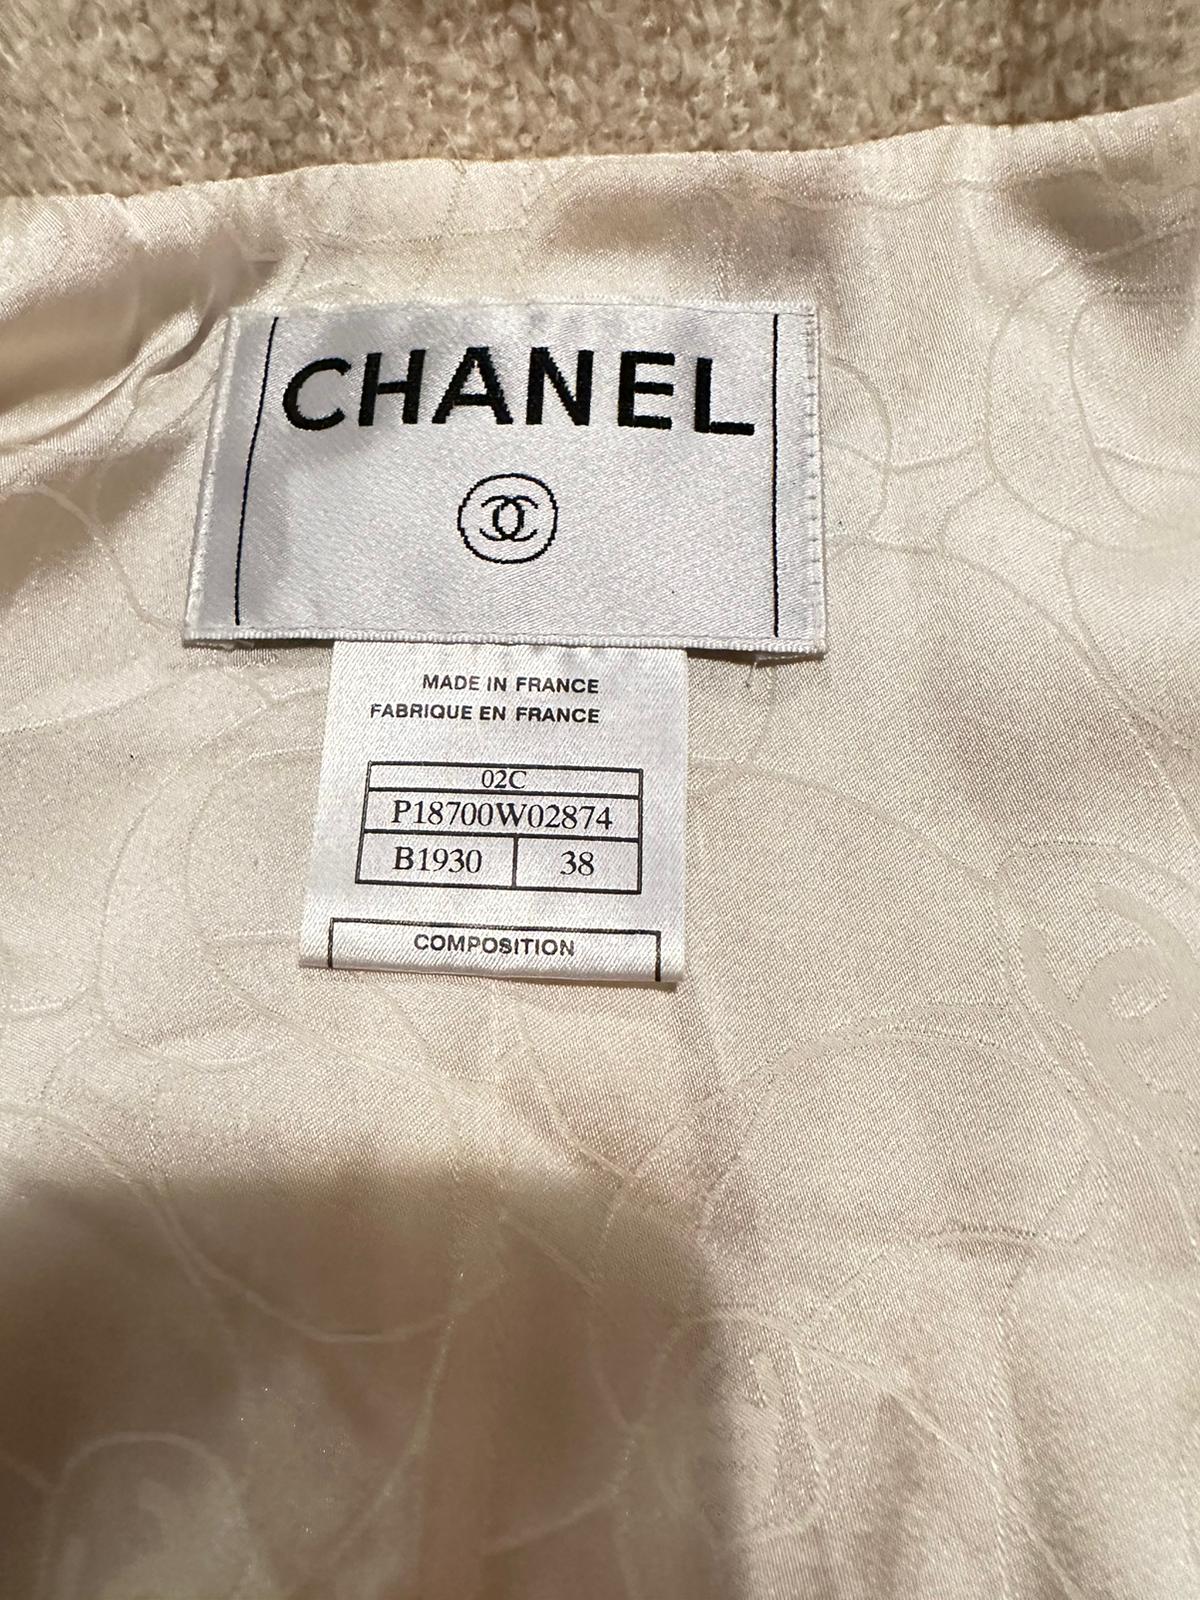 CHANEL
MADE IN FRANCE
FABRIQUE EN FRANCE
02C
P18700W02874
B1930 38
COMPOSITION